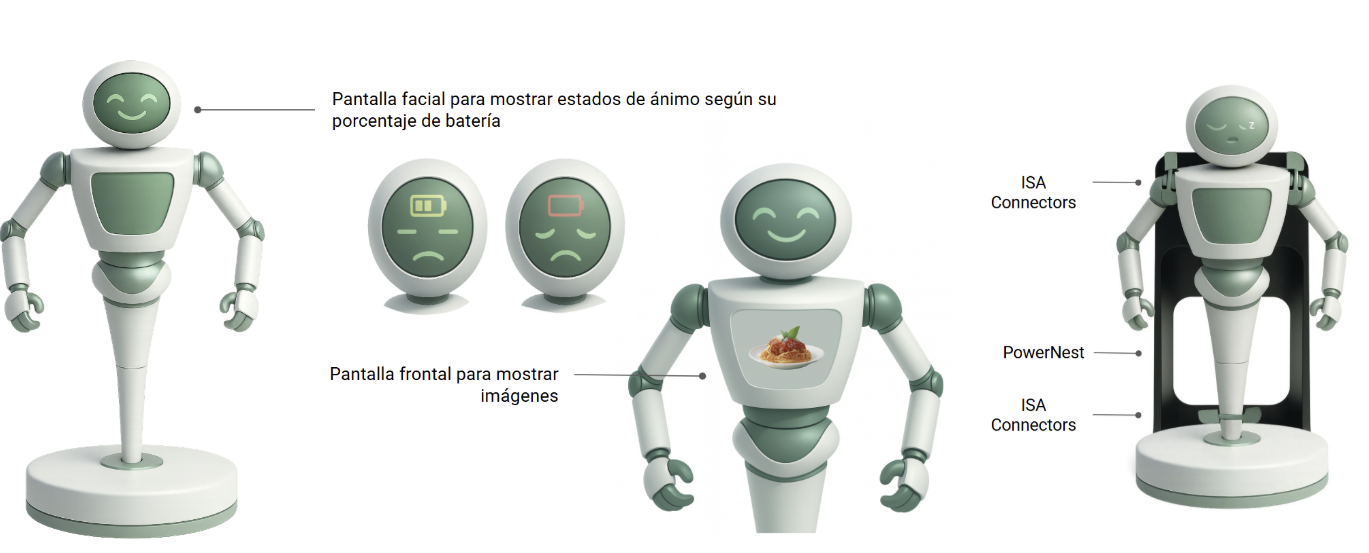 Pantalla facial para mostrar estados de ánimo según su
porcentaje de batería
Pantalla frontal para mostrar
imágenes
z
ISA
Connectors
PowerNest
ISA
Connectors